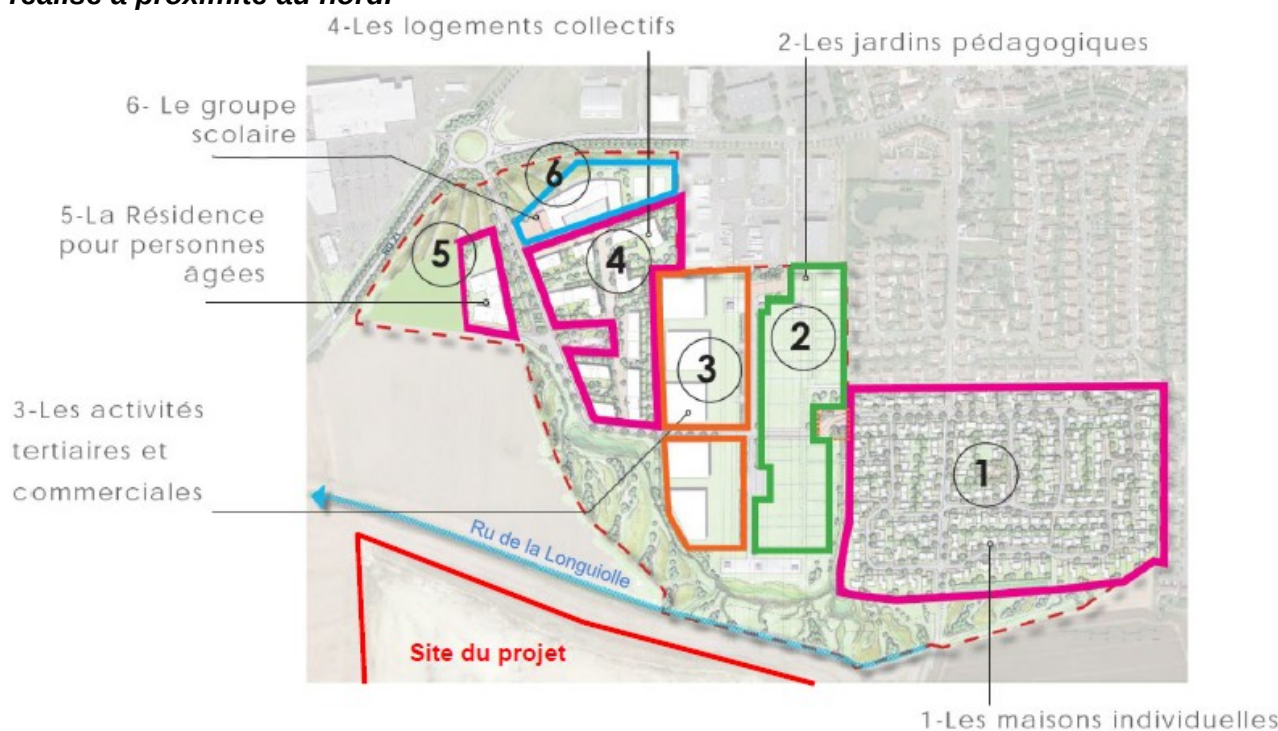 réalisé à proximité au nord.
4-Les logements collectifs
2-Les jardins pédagogiques
6- Le groupe
scolaire
5-La Résidence
pour personnes
âgées
3-Les activités
tertiaires et
commerciales
6
5
4
3
2
1
Ru de la Longuiolle
Site du projet
1-Les maisons individuelles